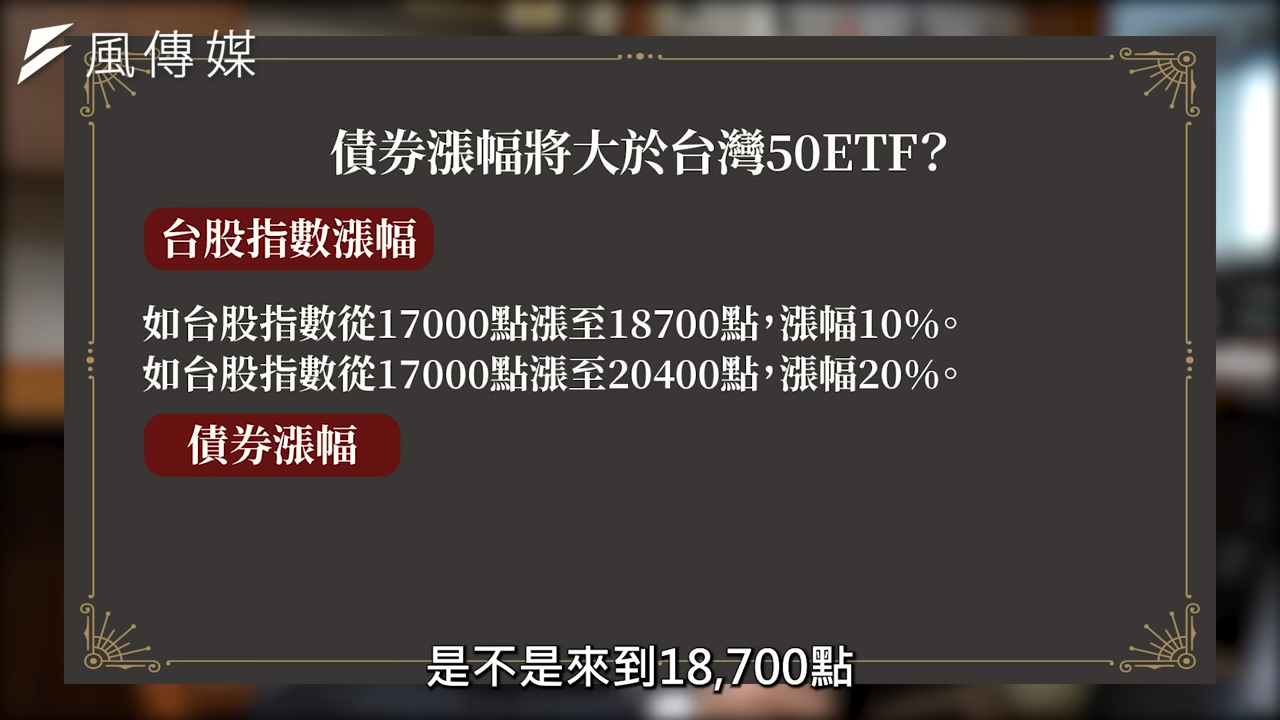 風傳媒
債券漲幅將大於台灣50ETF？
台股指數漲幅
如台股指數從17000點漲至18700點，漲幅10%。
如台股指數從17000點漲至20400點，漲幅20%。
債券漲幅
是不是來到18,700點